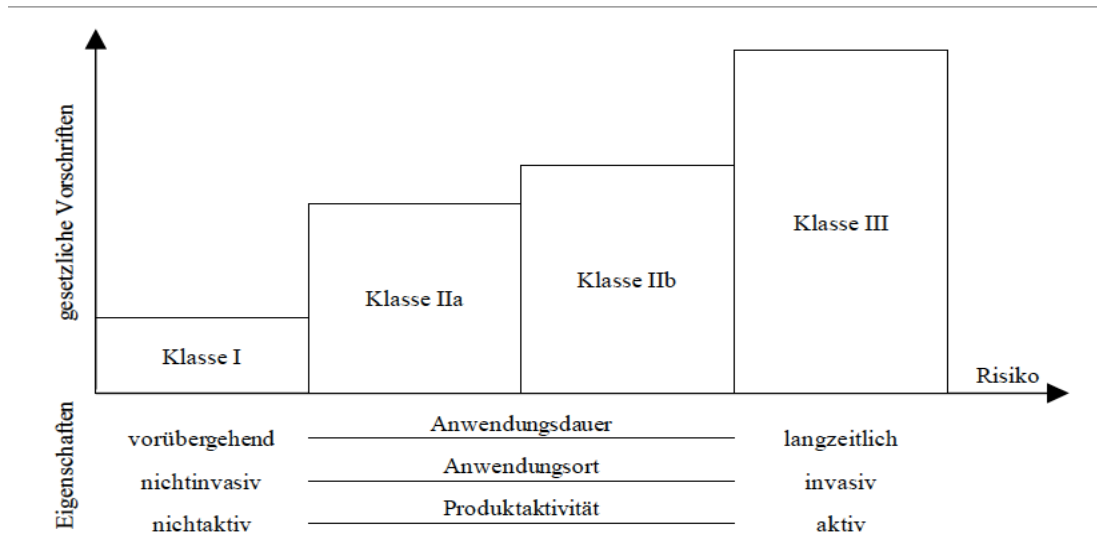 gesetzliche Vorschriften
Klasse I
Klasse IIa
Klasse IIb
Klasse III
Risiko
Eigenschaften
vorübergehend
Anwendungsdauer
langzeitlich
nichtinvasiv
Anwendungsort
invasiv
nichtaktiv
Produktaktivität
aktiv